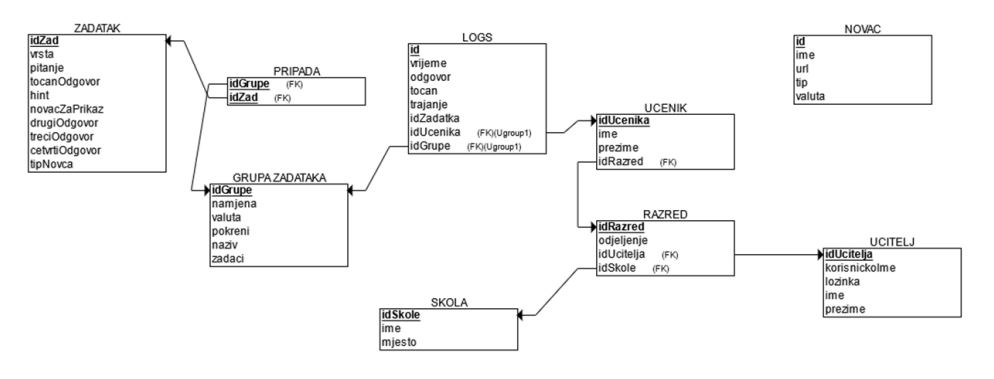 ZADATAK
idZad
vrsta
pitanje
tocanOdgovor
hint
novacZaPrikaz
drugiOdgovor
treciOdgovor
cetvrtiOdgovor
tipNovca
PRIPADA
idGrupe (FK)
idZad (FK)
GRUPA ZADATAKA
idGrupe
namjena
valuta
pokreni
naziv
zadaci
LOGS
id
vrijeme
odgovor
tocan
trajanje
idZadatka
idUcenika (FK)(Ugroup1)
idGrupe (FK)(Ugroup1)
UCENIK
idUcenika
ime
prezime
idRazred (FK)
NOVAC
id
ime
url
tip
valuta
RAZRED
idRazred
odjeljenje
idUcitelja (FK)
idSkole (FK)
UCITELJ
idUcitelja
korisnickoIme
lozinka
ime
prezime
SKOLA
idSkole
ime
mjesto